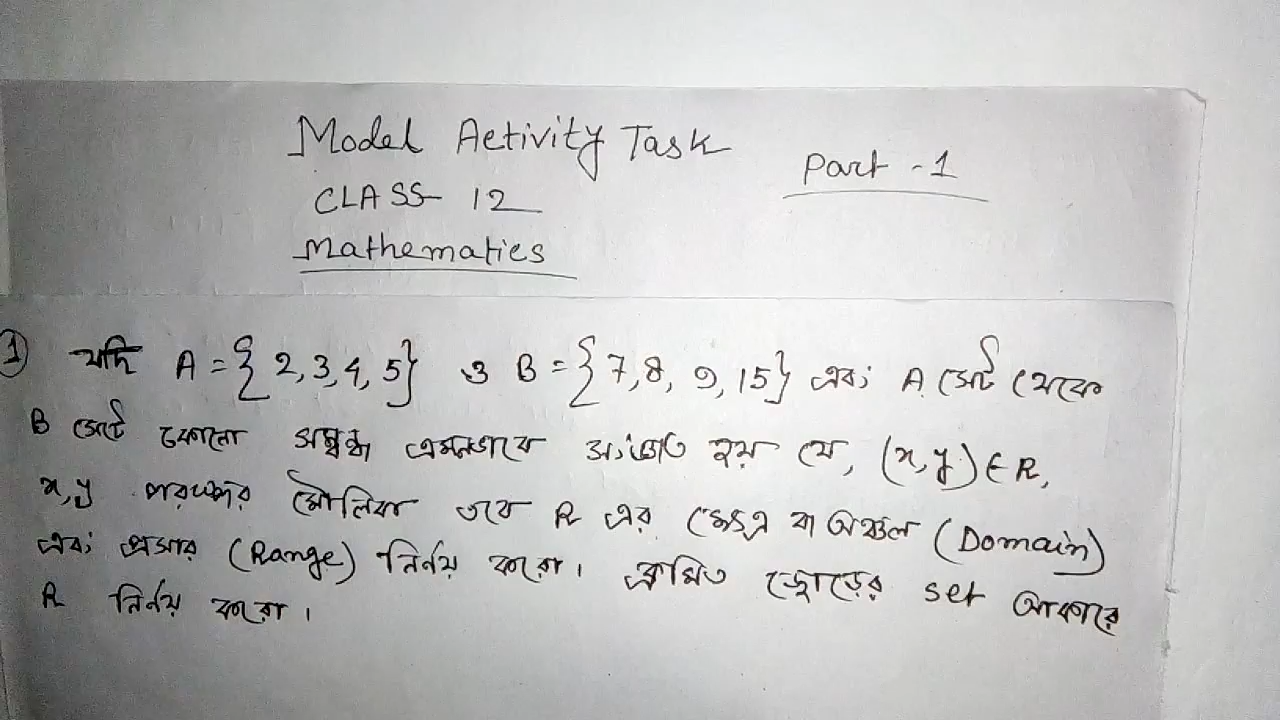 Model Activity Task
Part - 1
CLASS 12
Mathematics
1) যদি A = {2, 3, 4, 5} ও B = {7, 8, 9, 15} এবং A সেট থেকে
B সেটে কোনো সম্বন্ধ এমনভাবে সংজ্ঞাত হয় যে, (x, y) ∈ R,
x, y পরস্পর মৌলিক তবে R এর ক্ষেত্র বা অঞ্চল (Domain)
এবং প্রসার (Range) নির্ণয় করো। ক্রমিত জোড়ের set আকারে
R নির্ণয় করো।